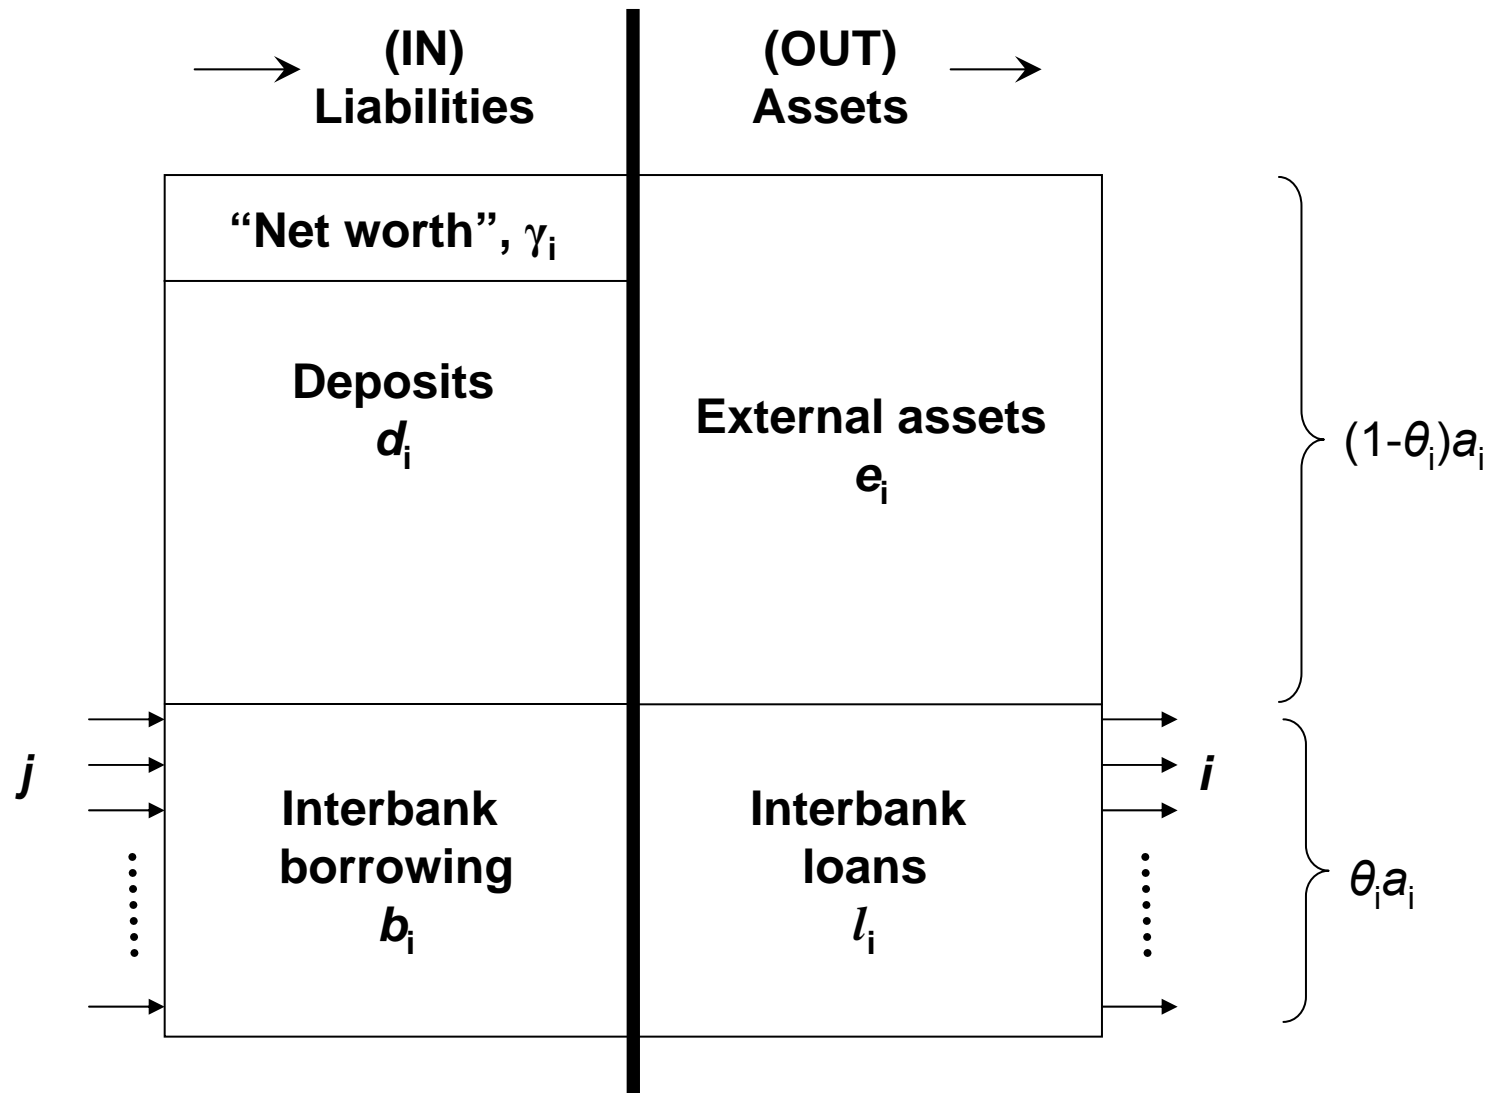 (IN)
Liabilities
(OUT)
Assets
“Net worth”, γi
Deposits
di
External assets
ei
(1-θi)ai
j
Interbank
borrowing
bi
Interbank
loans
li
i
θiai